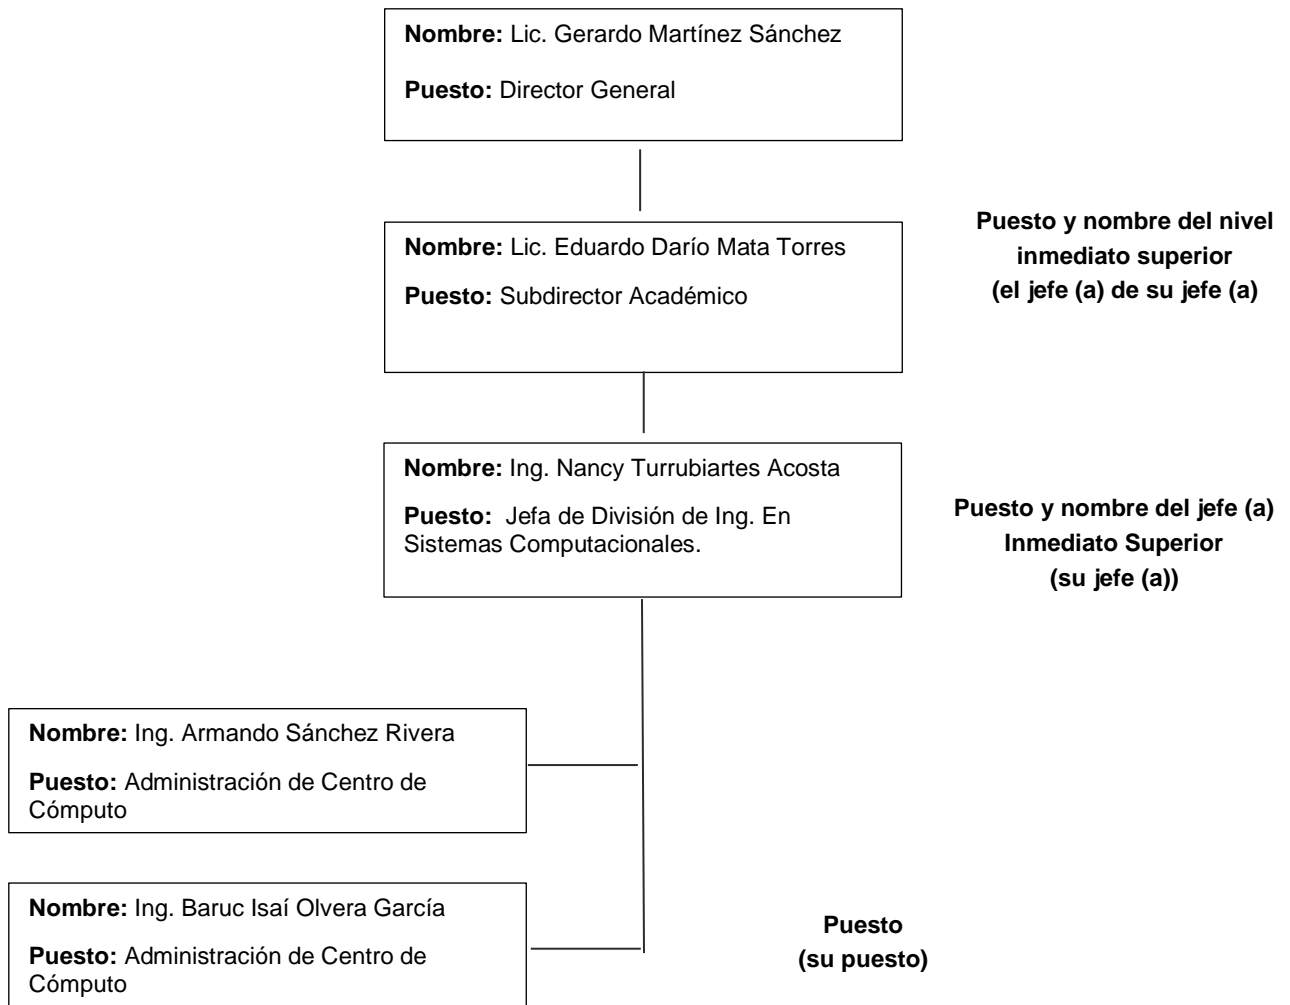 Nombre: Lic. Gerardo Martínez Sánchez
Puesto: Director General
Nombre: Lic. Eduardo Darío Mata Torres
Puesto: Subdirector Académico
Puesto y nombre del nivel
inmediato superior
(el jefe (a) de su jefe (a)
Nombre: Ing. Nancy Turrubiartes Acosta
Puesto: Jefa de División de Ing. En
Sistemas Computacionales.
Puesto y nombre del jefe (a)
Inmediato Superior
(su jefe (a))
Nombre: Ing. Armando Sánchez Rivera
Puesto: Administración de Centro de
Cómputo
Nombre: Ing. Baruc Isaí Olvera García
Puesto: Administración de Centro de
Cómputo
Puesto
(su puesto)